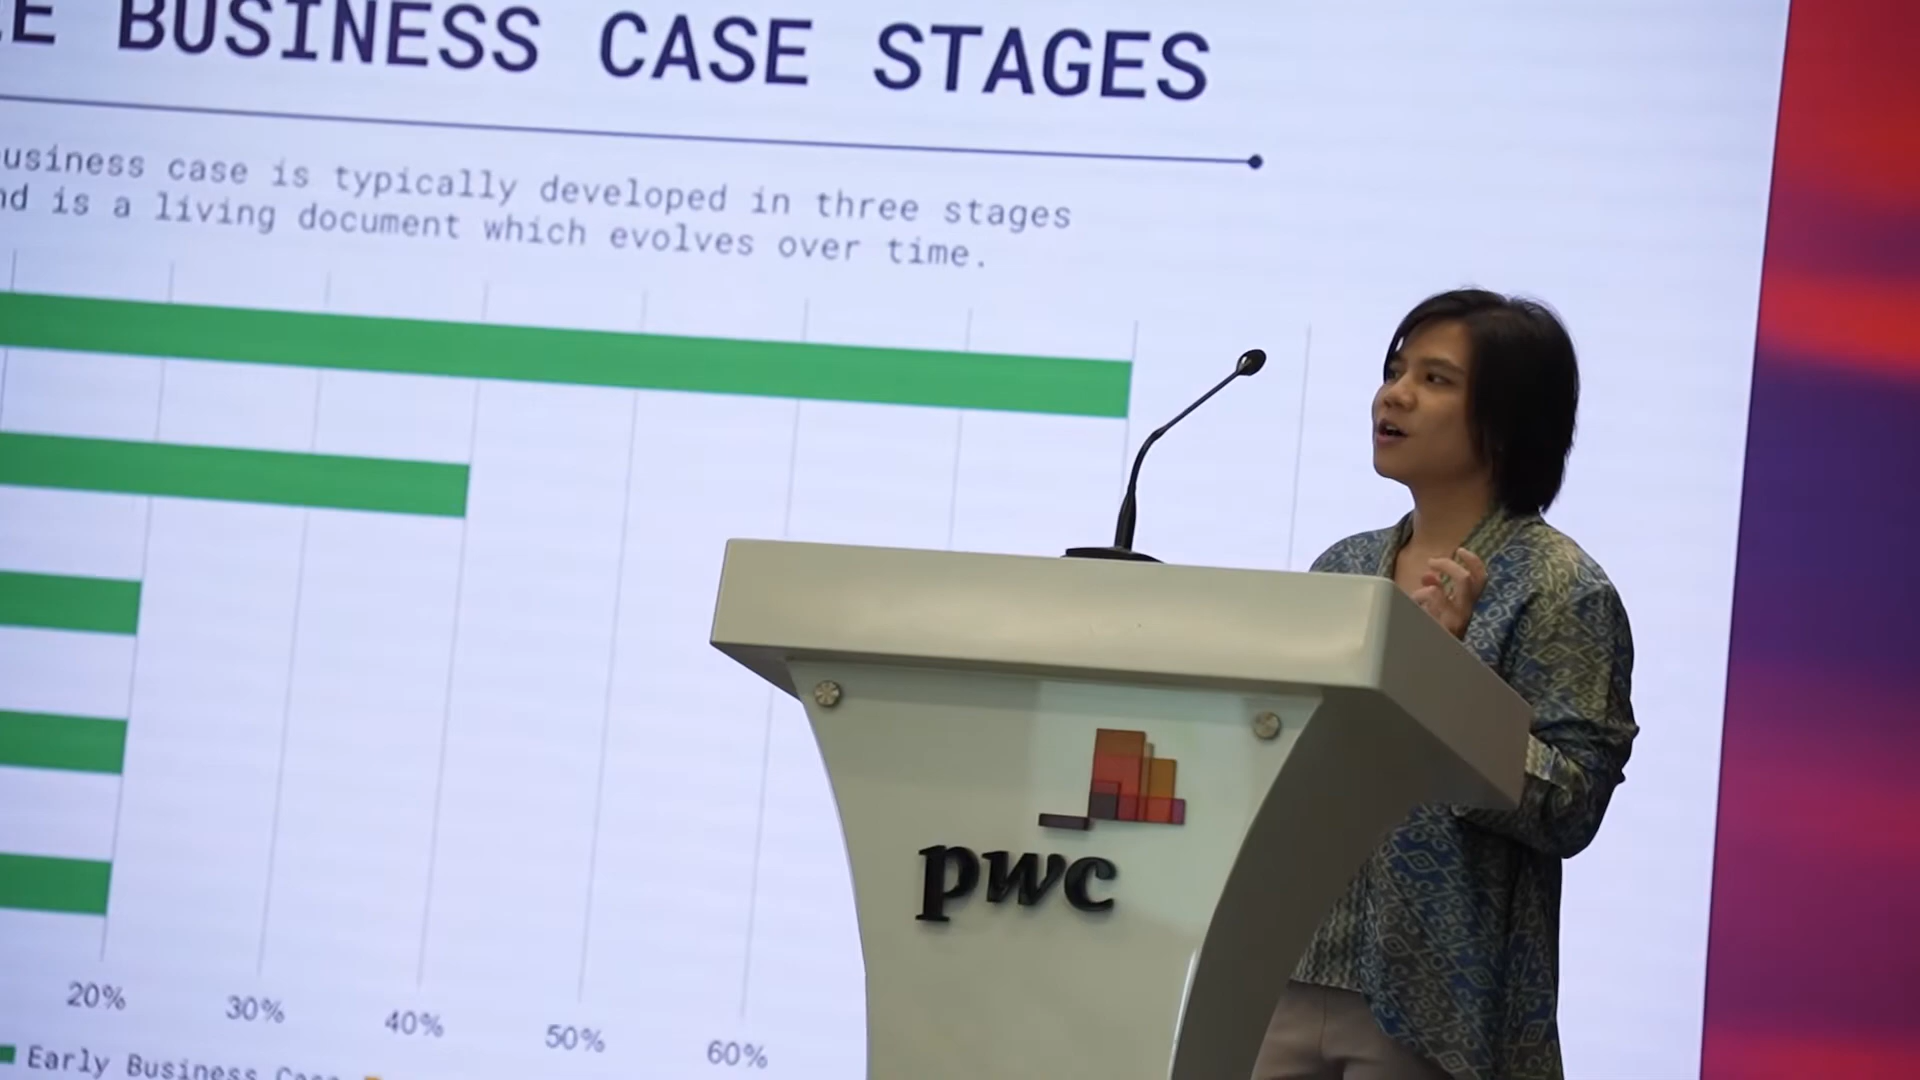 E BUSINESS CASE STAGES
usiness case is typically developed in three stages
nd is a living document which evolves over time.
20% 30% 40% 50% 60%
Early Business Case
pwc